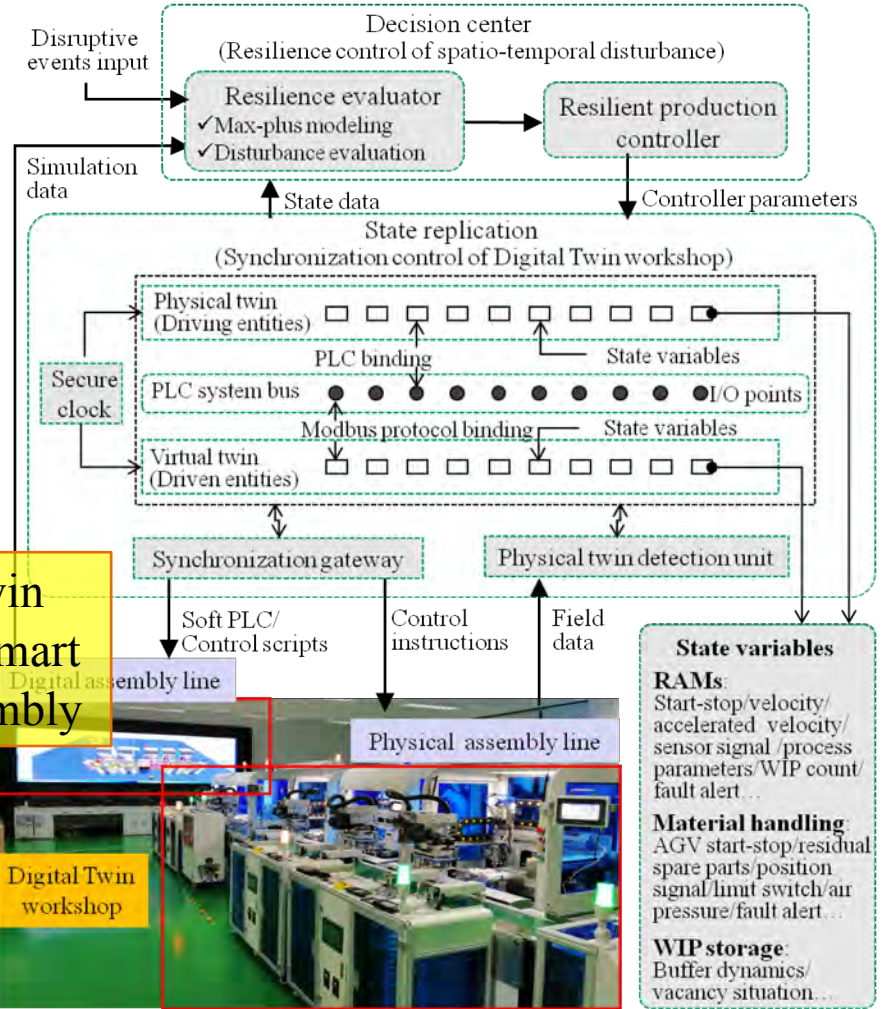 Decision center
(Resilience control of spatio-temporal disturbance)
Disruptive
events input
Resilience evaluator
✓Max-plus modeling
✓Disturbance evaluation
Resilient production
controller
Simulation
data
State data
Controller parameters
State replication
(Synchronization control of Digital Twin workshop)
Physical twin
(Driving entities)
PLC binding
State variables
Secure
clock
PLC system bus
I/O points
Modbus protocol binding
State variables
Virtual twin
(Driven entities)
Synchronization gateway
Physical twin detection unit
Soft PLC/
Control scripts
Control
instructions
Field
data
mart
mbly
Digital assembly line
Physical assembly line
Digital Twin
workshop
State variables
RAMs:
Start-stop/velocity/
accelerated velocity/
sensor signal /process
parameters/WIP count/
fault alert…
Material handling:
AGV start-stop/residual
spare parts/position
signal/limit switch/air
pressure/fault alert…
WIP storage:
Buffer dynamics/
vacancy situation…